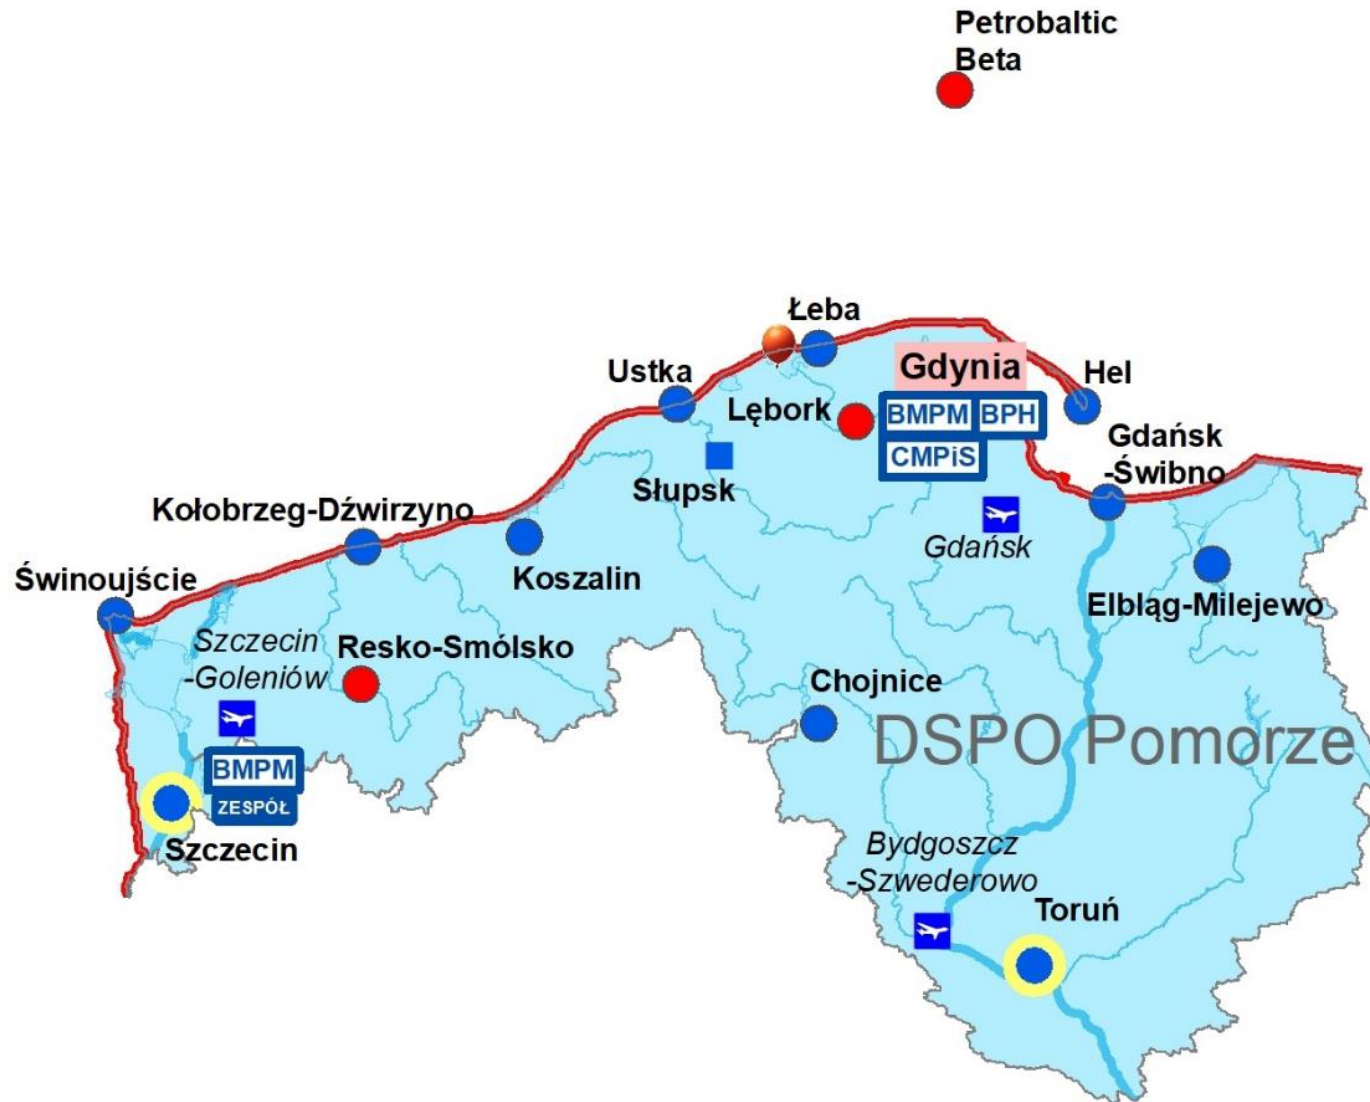 Petrobaltic
Beta
Łeba
Gdynia
Ustka
Hel
Lębork
BMPM BPH
CMPiS
Gdańsk
-Świbno
Słupsk
Kołobrzeg-Dźwirzyno
Gdańsk
Koszalin
Świnoujście
Elbląg-Milejewo
Szczecin
-Goleniów
Resko-Smólsko
Chojnice
DSPO Pomorze
BMPM
ZESPÓŁ
Szczecin
Bydgoszcz
-Szwederowo
Toruń